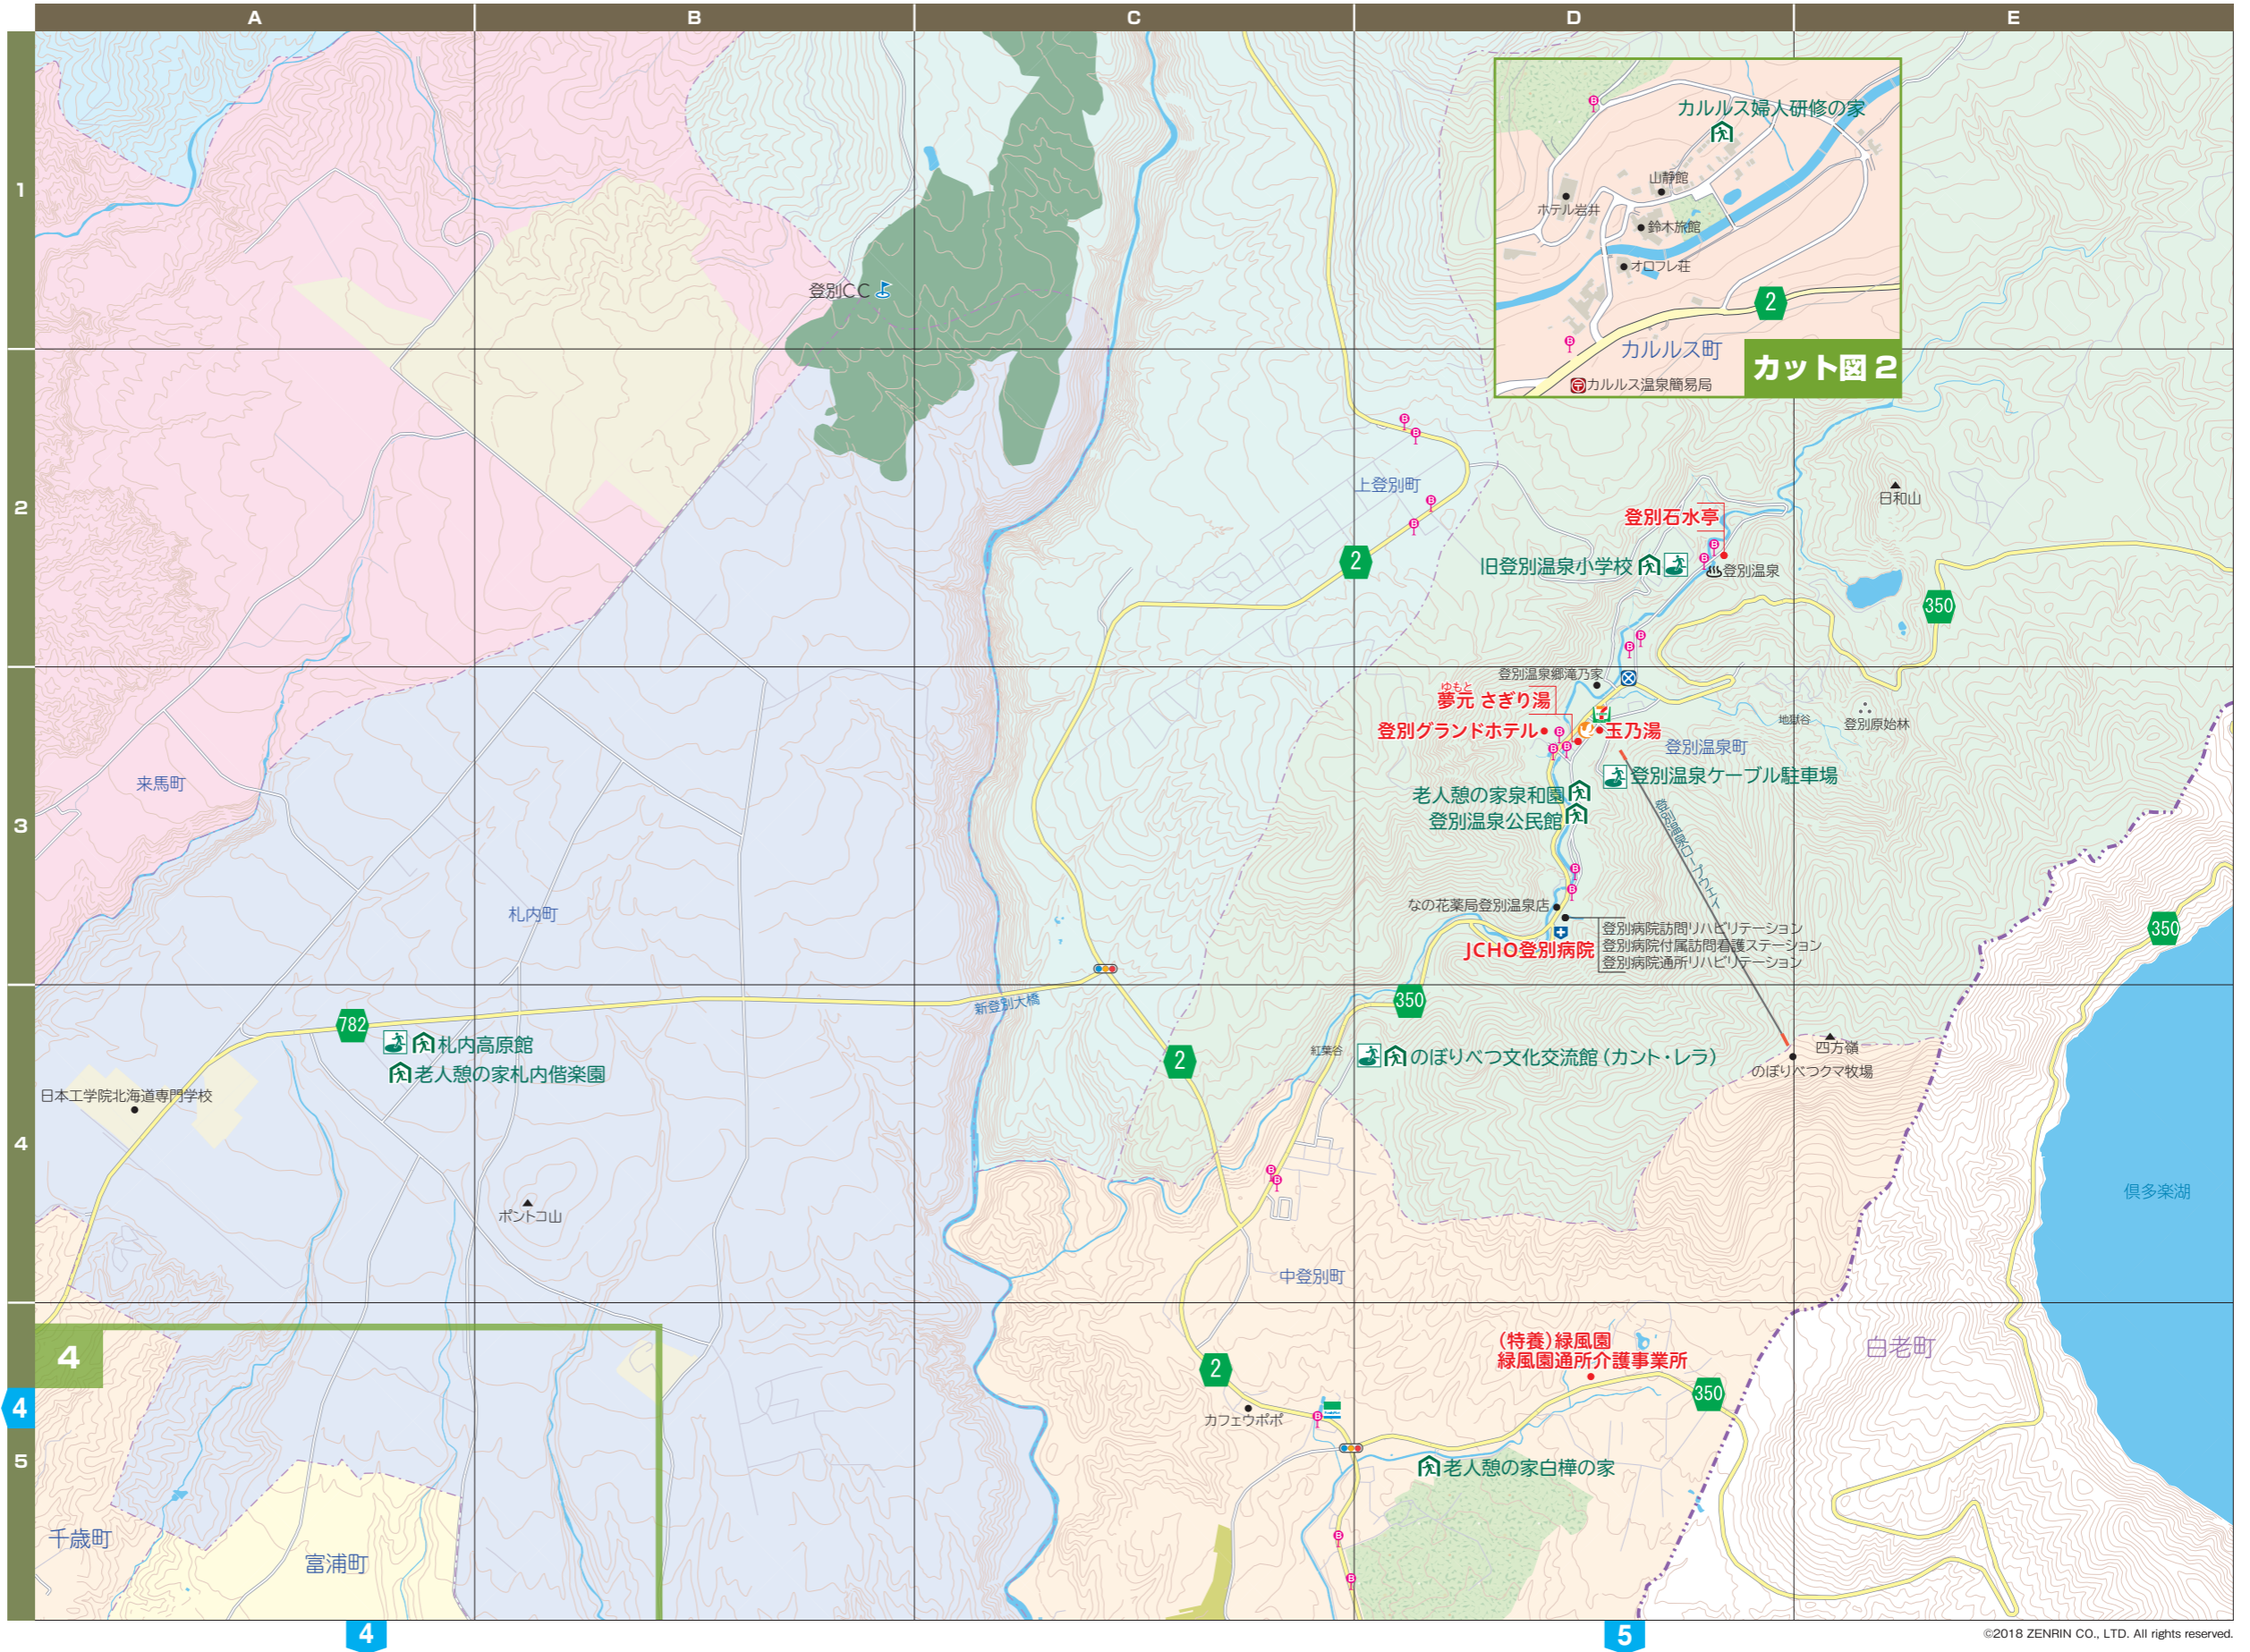 A
B
C
D
E
1
2
3
4
5
カルルス婦人研修の家
山静館
ホテル岩井
鈴木旅館
オロフレ荘
2
カルルス町
カット図2
カルルス温泉簡易局
登別CC
上登別町
2
日和山
登別石水亭
旧登別温泉小学校
登別温泉
350
登別温泉郷滝乃家
ゆもと
夢元 さぎり湯
登別グランドホテル
玉乃湯
地獄谷
登別原始林
登別温泉町
登別温泉ケーブル駐車場
老人憩の家泉和園
登別温泉公民館
登別温泉ロープウェイ
来馬町
札内町
なの花薬局登別温泉店
JCHO登別病院
登別病院訪問リハビリテーション
登別病院付属訪問看護ステーション
登別病院通所リハビリテーション
350
新登別大橋
350
782
札内高原館
老人憩の家札内偕楽園
2
紅葉谷
のぼりべつ文化交流館（カント・レラ）
四方嶺
のぼりべつクマ牧場
日本工学院北海道専門学校
ポントコ山
倶多楽湖
中登別町
4
4
2
（特養）緑風園
緑風園通所介護事業所
350
白老町
カフェウポポ
老人憩の家白樺の家
千歳町
富浦町
4
5
©2018 ZENRIN CO., LTD. All rights reserved.